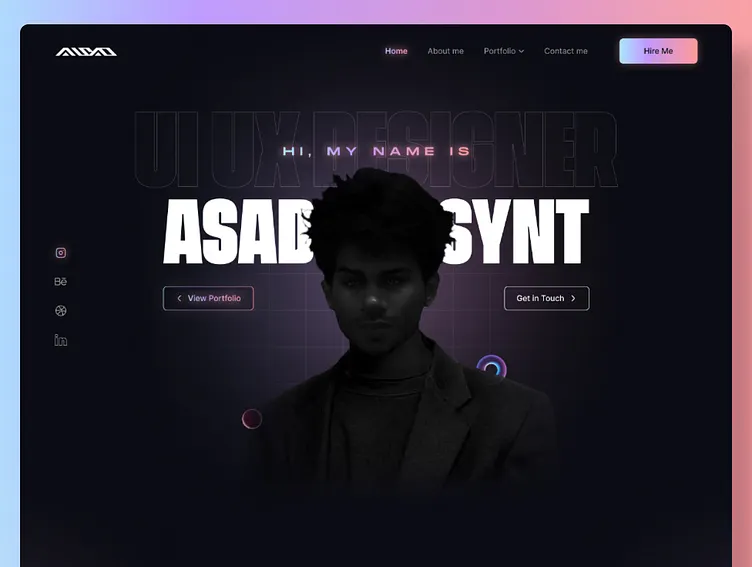 Home About me Portfolio Contact me Hire Me
UI UX DESIGNER
HI, MY NAME IS
ASAD SYNT
Bē
View Portfolio Get in Touch
in